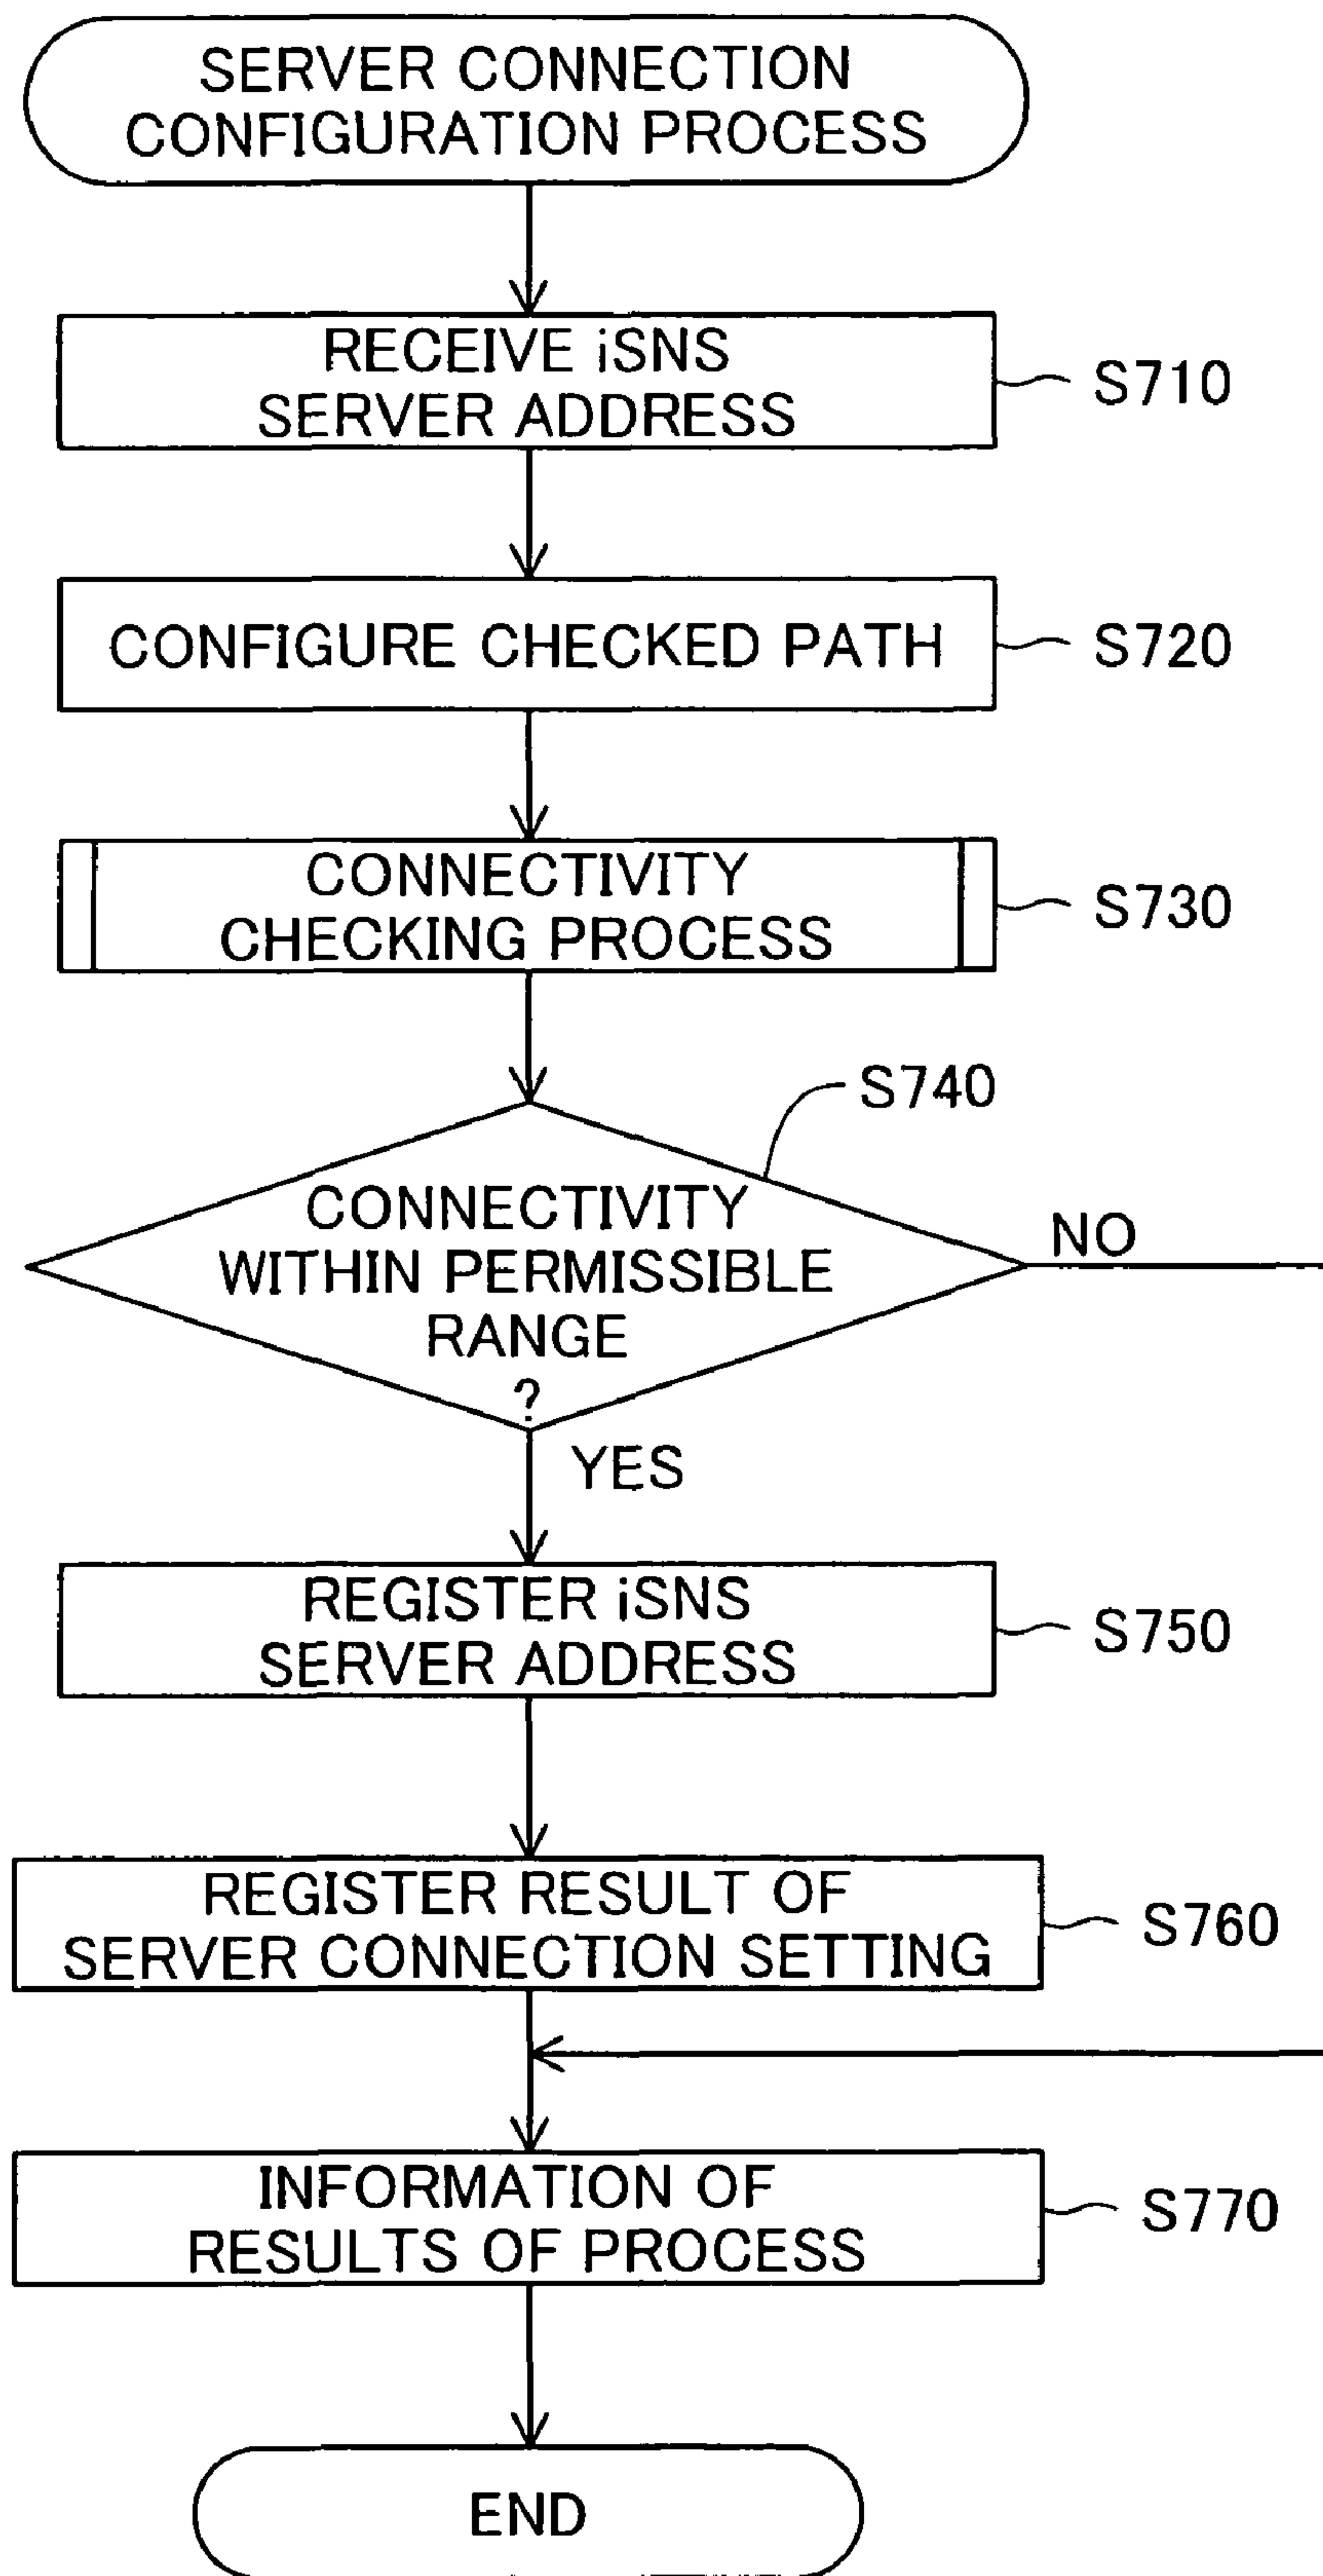 SERVER CONNECTION
CONFIGURATION PROCESS
RECEIVE iSNS
SERVER ADDRESS
S710
CONFIGURE CHECKED PATH
S720
CONNECTIVITY
CHECKING PROCESS
S730
S740
CONNECTIVITY
WITHIN PERMISSIBLE
RANGE
?
NO
YES
REGISTER iSNS
SERVER ADDRESS
S750
REGISTER RESULT OF
SERVER CONNECTION SETTING
S760
INFORMATION OF
RESULTS OF PROCESS
S770
END